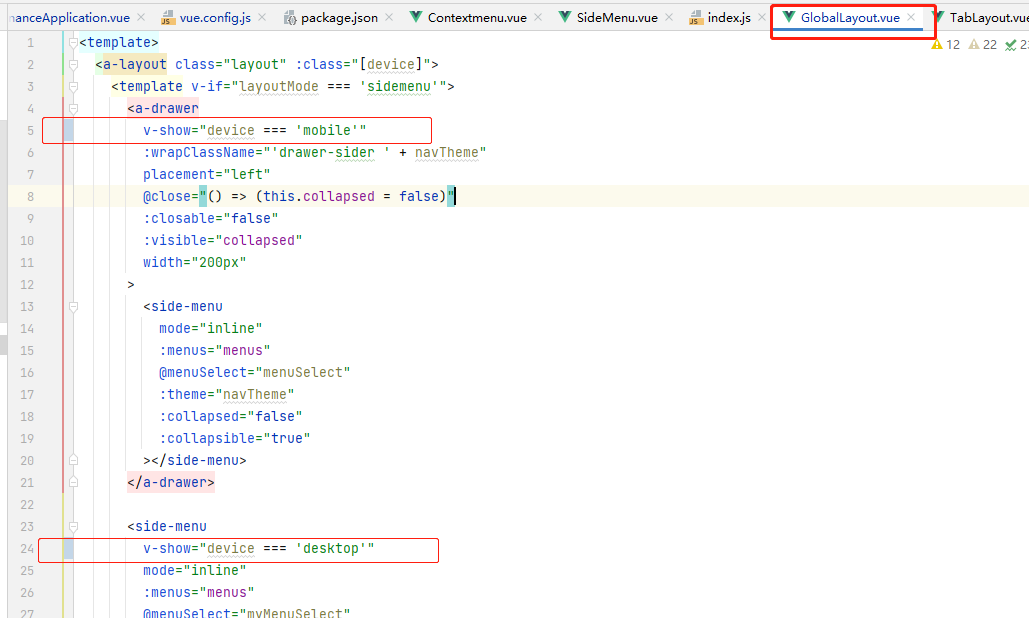 nanceApplication.vue vue.config.js package.json Contextmenu.vue SideMenu.vue index.js GlobalLayout.vue TabLayout.vue
12 22
1 <template>
2 <a-layout class="layout" :class="[device]">
3 <template v-if="layoutMode === 'sidemenu'">
4 <a-drawer
5 v-show="device === 'mobile'"
6 :wrapClassName="'drawer-sider ' + navTheme"
7 placement="left"
8 @close="() => (this.collapsed = false)"
9 :closable="false"
10 :visible="collapsed"
11 width="200px"
12 >
13 <side-menu
14 mode="inline"
15 :menus="menus"
16 @menuSelect="menuSelect"
17 :theme="navTheme"
18 :collapsed="false"
19 :collapsible="true"
20 ></side-menu>
21 </a-drawer>
22
23 <side-menu
24 v-show="device === 'desktop'"
25 mode="inline"
26 :menus="menus"
27 @menuSelect="myMenuSelect"